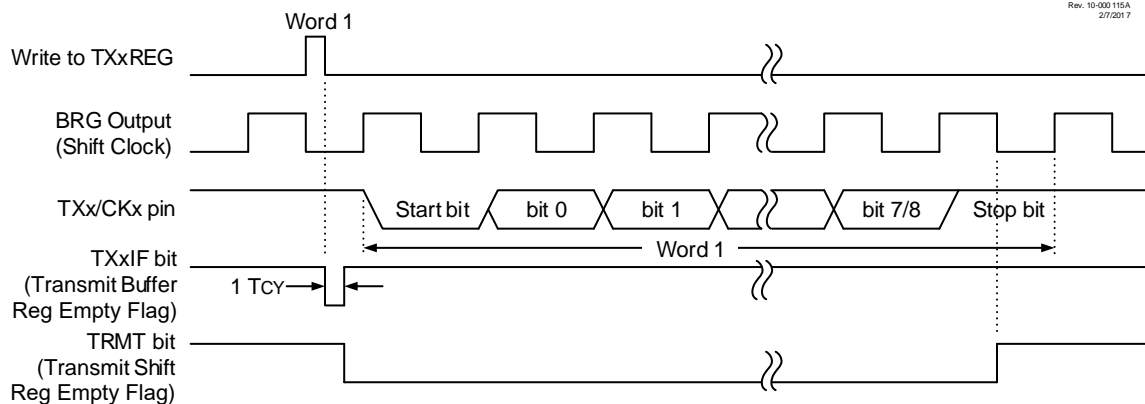 Rev. 10-000 115A
2/7/2017
Word 1
Write to TXxREG
BRG Output
(Shift Clock)
TXx/CKx pin
Start bit
bit 0
bit 1
bit 7/8
Stop bit
Word 1
TXxIF bit
(Transmit Buffer
Reg Empty Flag)
1 TCY
TRMT bit
(Transmit Shift
Reg Empty Flag)